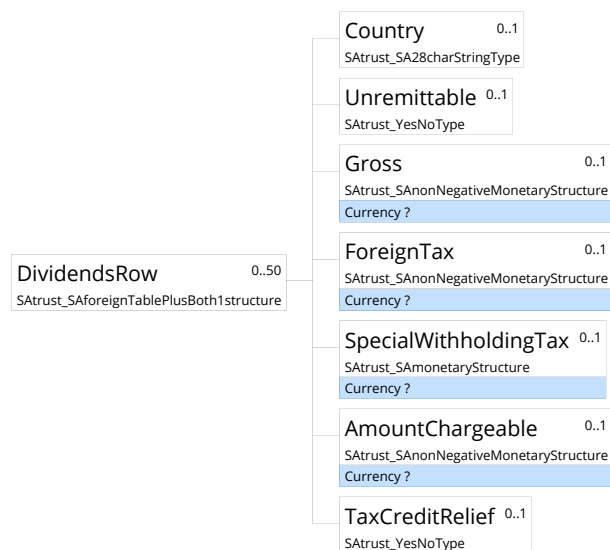 Country 0..1
SAtrust_SA28charStringType
Unremittable 0..1
SAtrust_YesNoType
Gross 0..1
SAtrust_SAnonNegativeMonetaryStructure
Currency ?
DividendsRow 0..50
SAtrust_SAforeignTablePlusBoth1structure
ForeignTax 0..1
SAtrust_SAnonNegativeMonetaryStructure
Currency ?
SpecialWithholdingTax 0..1
SAtrust_SAmonetaryStructure
Currency ?
AmountChargeable 0..1
SAtrust_SAnonNegativeMonetaryStructure
Currency ?
TaxCreditRelief 0..1
SAtrust_YesNoType